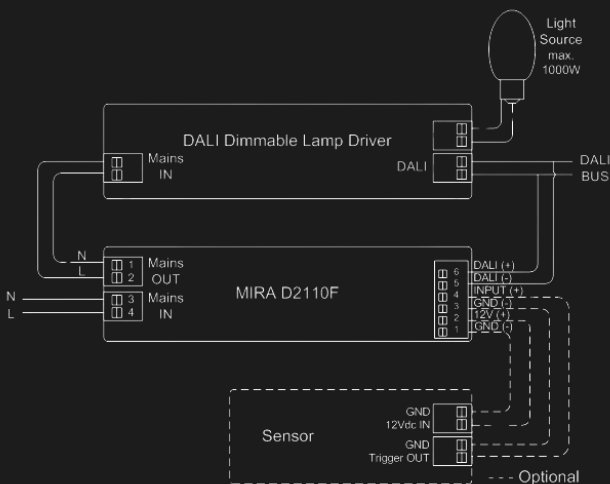 Light
Source
max.
1000W
DALI Dimmable Lamp Driver
Mains
IN
DALI
DALI
BUS
N
L
1
2
Mains
OUT
N
L
3
4
Mains
IN
MIRA D2110F
6
5
4
3
2
1
DALI (+)
DALI (-)
INPUT (+)
GND (-)
12V (+)
GND (-)
Sensor
GND
12Vdc IN
GND
Trigger OUT
--- Optional